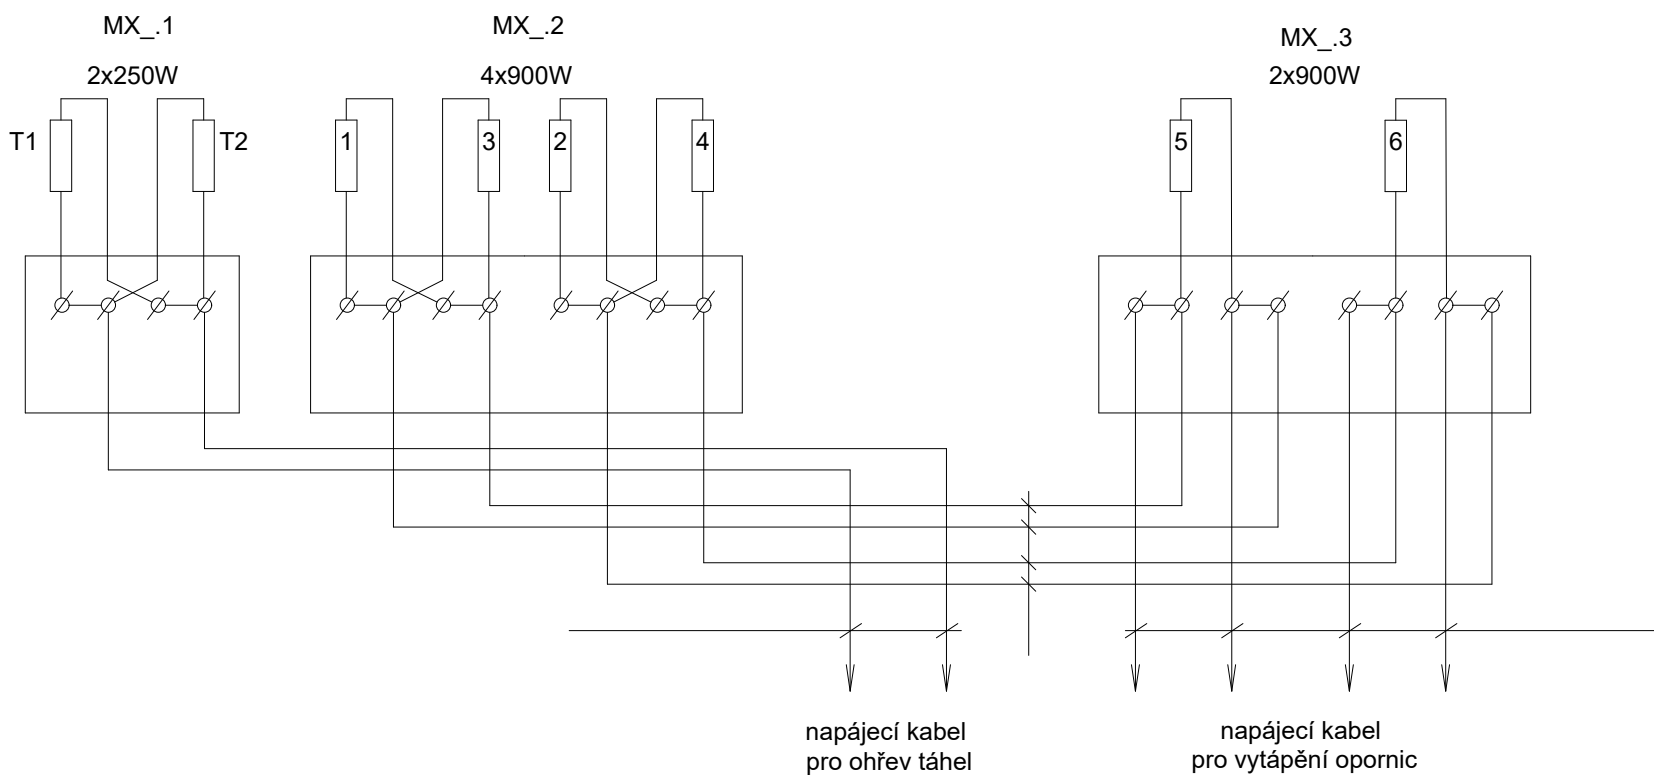 MX_.1
2x250W
T1
T2
MX_.2
4x900W
1
3
2
4
MX_.3
2x900W
5
6
napájecí kabel
pro ohřev táhel
napájecí kabel
pro vytápění opornic